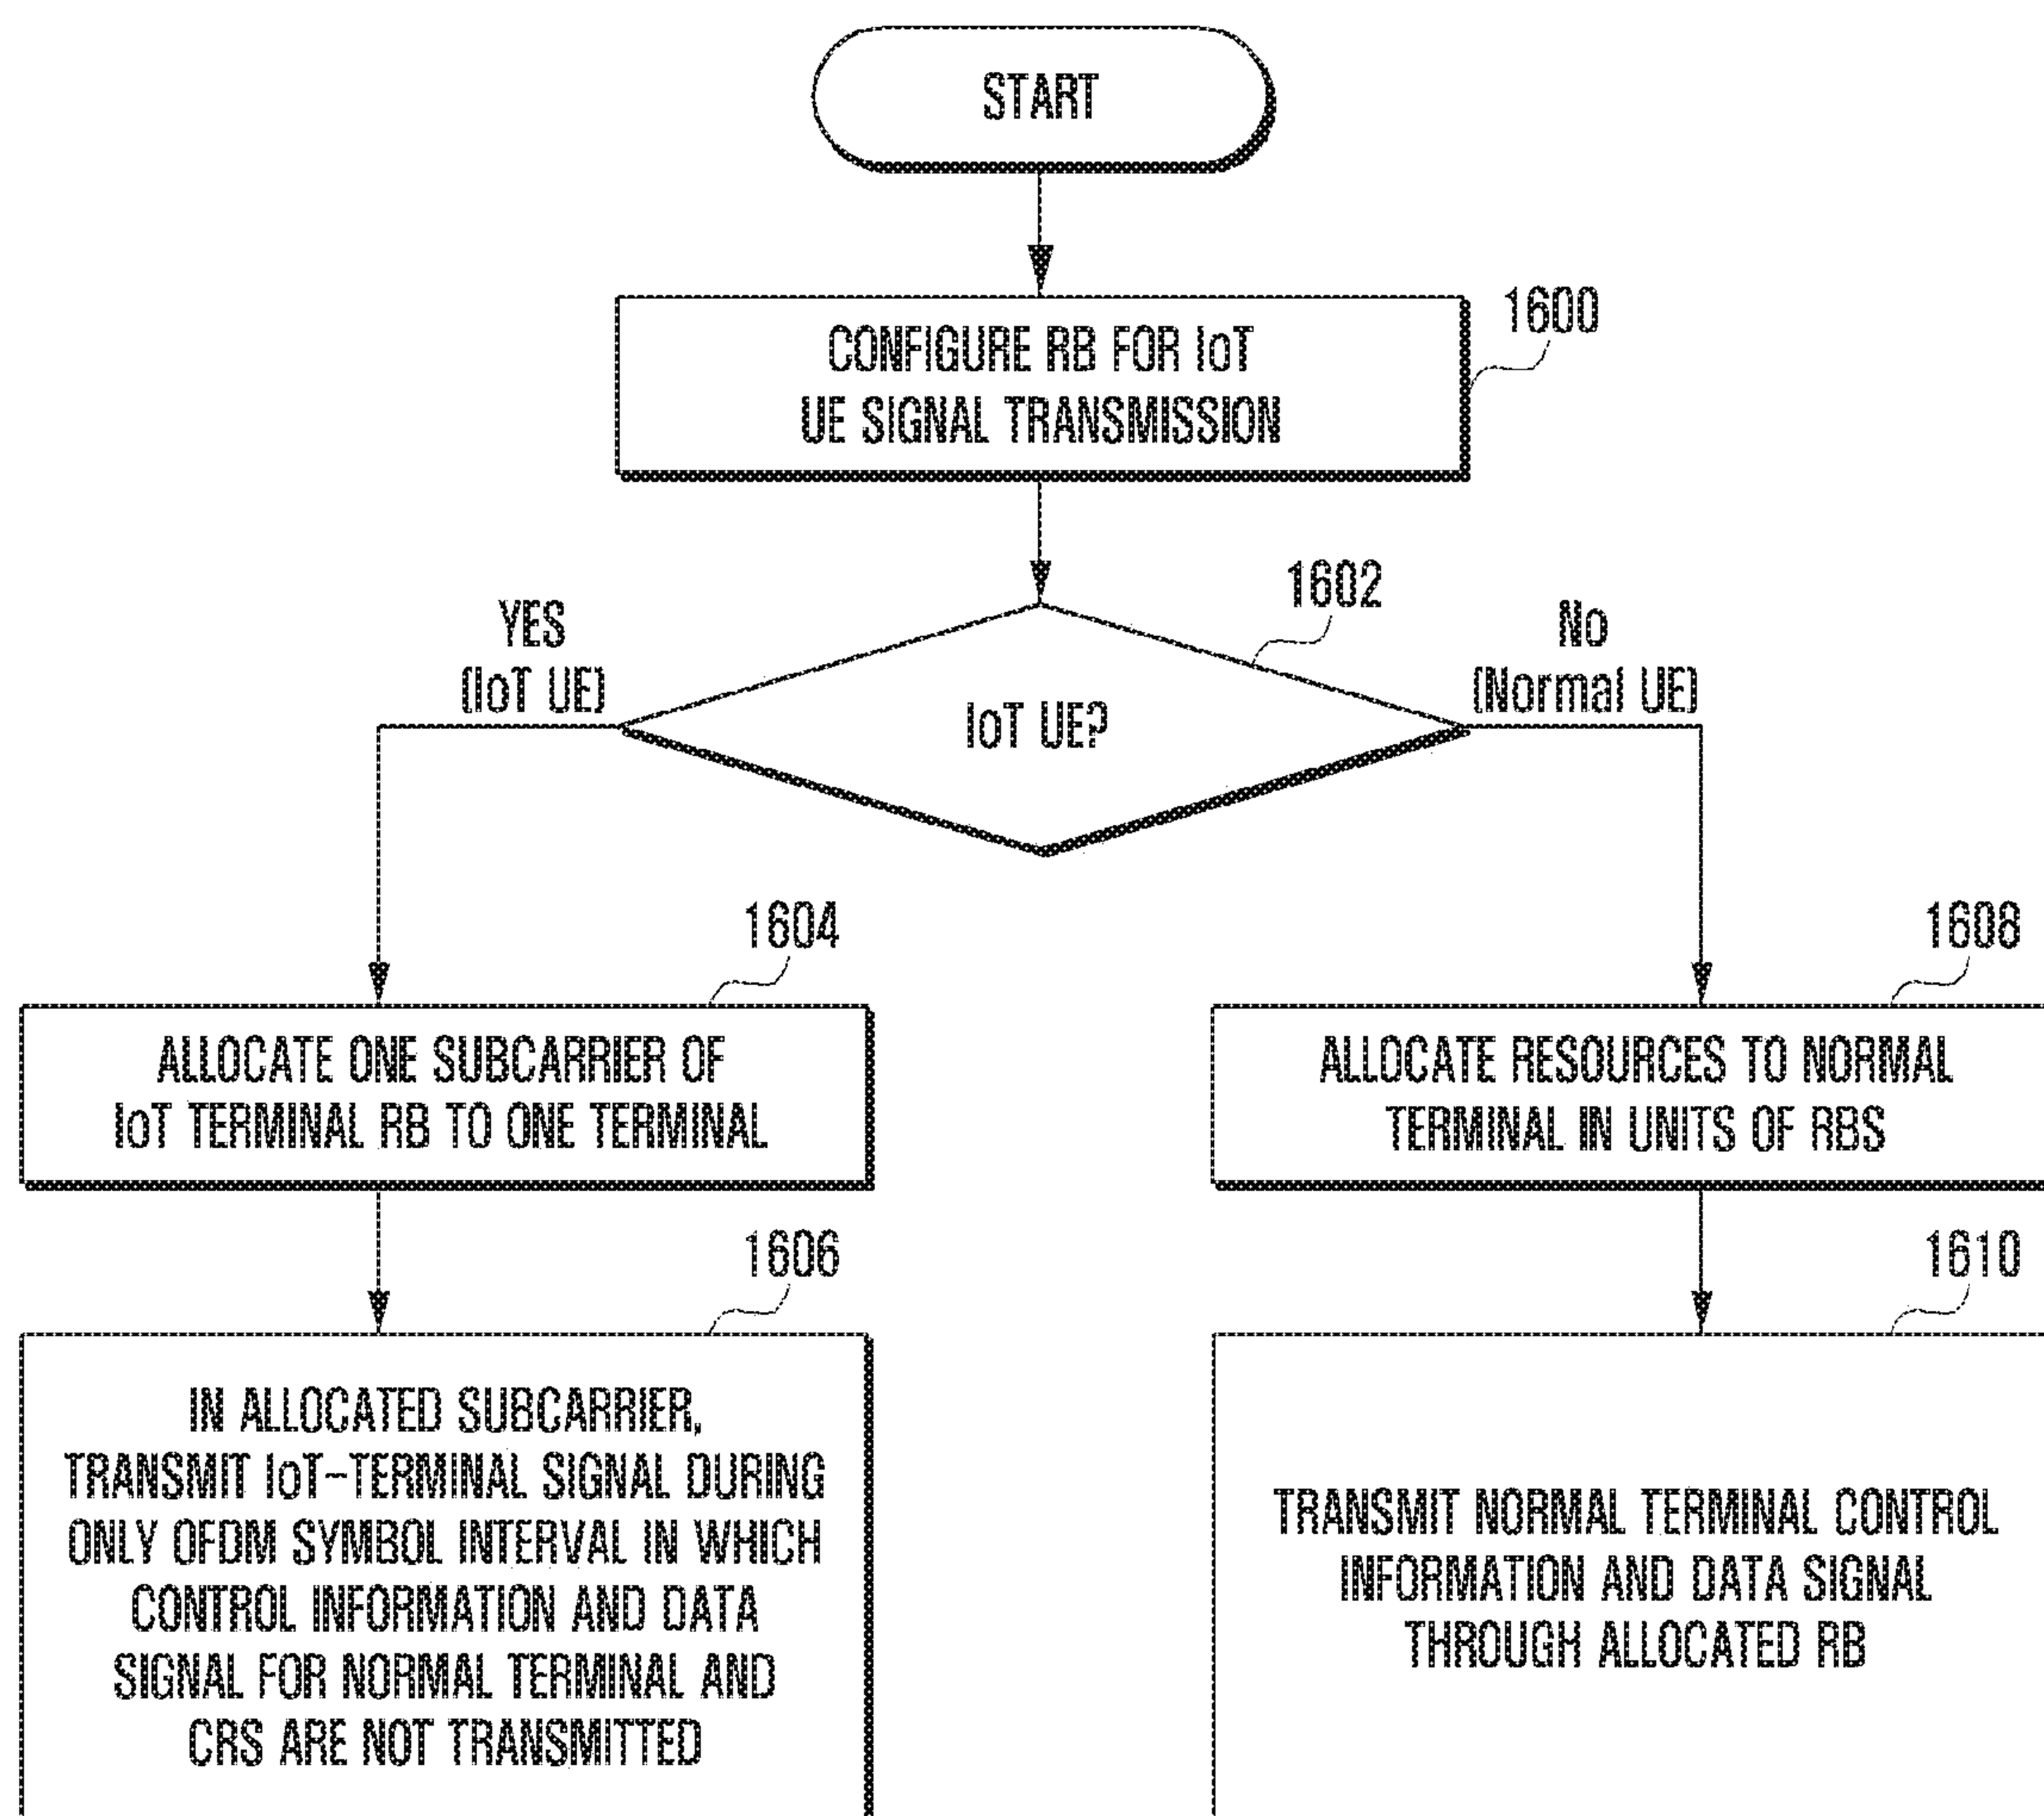 START
CONFIGURE RB FOR IoT
UE SIGNAL TRANSMISSION
1600
1602
YES
(IoT UE)
IoT UE?
No
(Normal UE)
1604
ALLOCATE ONE SUBCARRIER OF
IoT TERMINAL RB TO ONE TERMINAL
1608
ALLOCATE RESOURCES TO NORMAL
TERMINAL IN UNITS OF RBS
1606
IN ALLOCATED SUBCARRIER,
TRANSMIT IoT-TERMINAL SIGNAL DURING
ONLY OFDM SYMBOL INTERVAL IN WHICH
CONTROL INFORMATION AND DATA
SIGNAL FOR NORMAL TERMINAL AND
CRS ARE NOT TRANSMITTED
1610
TRANSMIT NORMAL TERMINAL CONTROL
INFORMATION AND DATA SIGNAL
THROUGH ALLOCATED RB